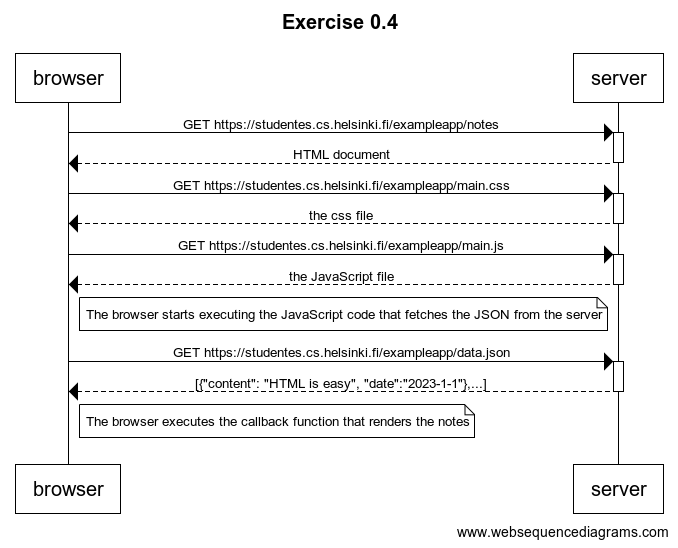 Exercise 0.4
browser
server
GET https://studentes.cs.helsinki.fi/exampleapp/notes
HTML document
GET https://studentes.cs.helsinki.fi/exampleapp/main.css
the css file
GET https://studentes.cs.helsinki.fi/exampleapp/main.js
the JavaScript file
The browser starts executing the JavaScript code that fetches the JSON from the server
GET https://studentes.cs.helsinki.fi/exampleapp/data.json
[{"content": "HTML is easy", "date":"2023-1-1"},...]
The browser executes the callback function that renders the notes
browser
server
www.websequencediagrams.com